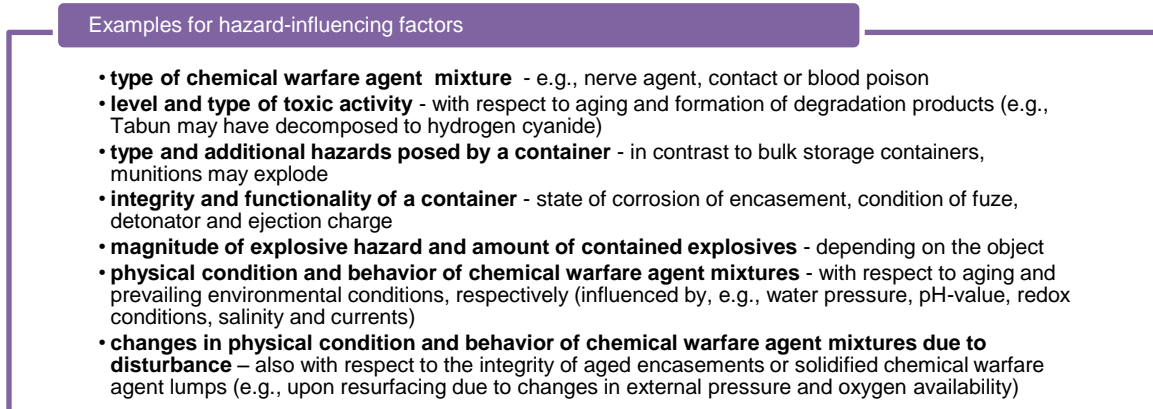 Examples for hazard-influencing factors
• type of chemical warfare agent mixture - e.g., nerve agent, contact or blood poison
• level and type of toxic activity - with respect to aging and formation of degradation products (e.g.,
Tabun may have decomposed to hydrogen cyanide)
• type and additional hazards posed by a container - in contrast to bulk storage containers,
munitions may explode
• integrity and functionality of a container - state of corrosion of encasement, condition of fuze,
detonator and ejection charge
• magnitude of explosive hazard and amount of contained explosives - depending on the object
• physical condition and behavior of chemical warfare agent mixtures - with respect to aging and
prevailing environmental conditions, respectively (influenced by, e.g., water pressure, pH-value, redox
conditions, salinity and currents)
• changes in physical condition and behavior of chemical warfare agent mixtures due to
disturbance – also with respect to the integrity of aged encasements or solidified chemical warfare
agent lumps (e.g., upon resurfacing due to changes in external pressure and oxygen availability)